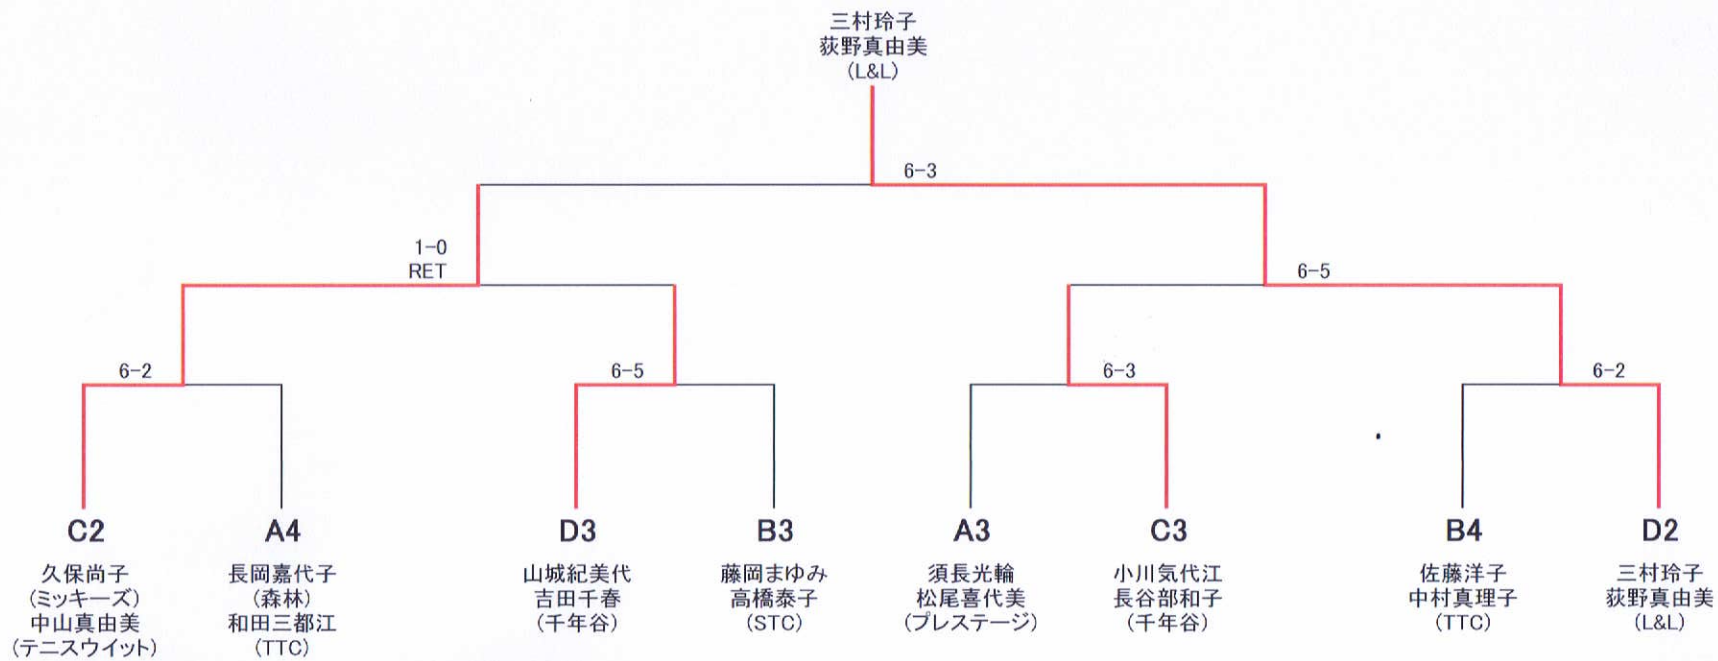 三村玲子
荻野真由美
(L&L)
6-3
1-0
RET
6-5
6-2
6-5
6-3
6-2
C2
A4
D3
B3
A3
C3
B4
D2
久保尚子
(ミッキーズ)
中山真由美
(テニスウイット)
長岡嘉代子
(森林)
和田三都江
(TTC)
山城紀美代
吉田千春
(千年谷)
藤岡まゆみ
高橋泰子
(STC)
須長光輪
松尾喜代美
(プレステージ)
小川気代江
長谷部和子
(千年谷)
佐藤洋子
中村真理子
(TTC)
三村玲子
荻野真由美
(L&L)